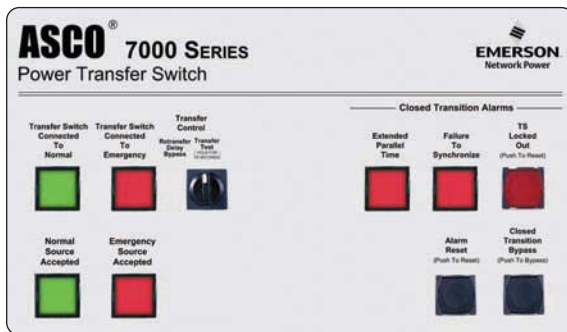 ASCO® 7000 SERIES
Power Transfer Switch
EMERSON
Network Power
Transfer Switch
Connected
To
Normal
Transfer Switch
Connected
To
Emergency
Transfer
Control
Retransfer
Delay
Bypass
Transfer
Test
Closed Transition Alarms
Extended
Parallel
Time
Failure
To
Synchronize
TS
Locked
Out
(Push To Reset)
Normal
Source
Accepted
Emergency
Source
Accepted
Alarm
Reset
(Push To Reset)
Closed
Transition
Bypass
(Push To Bypass)